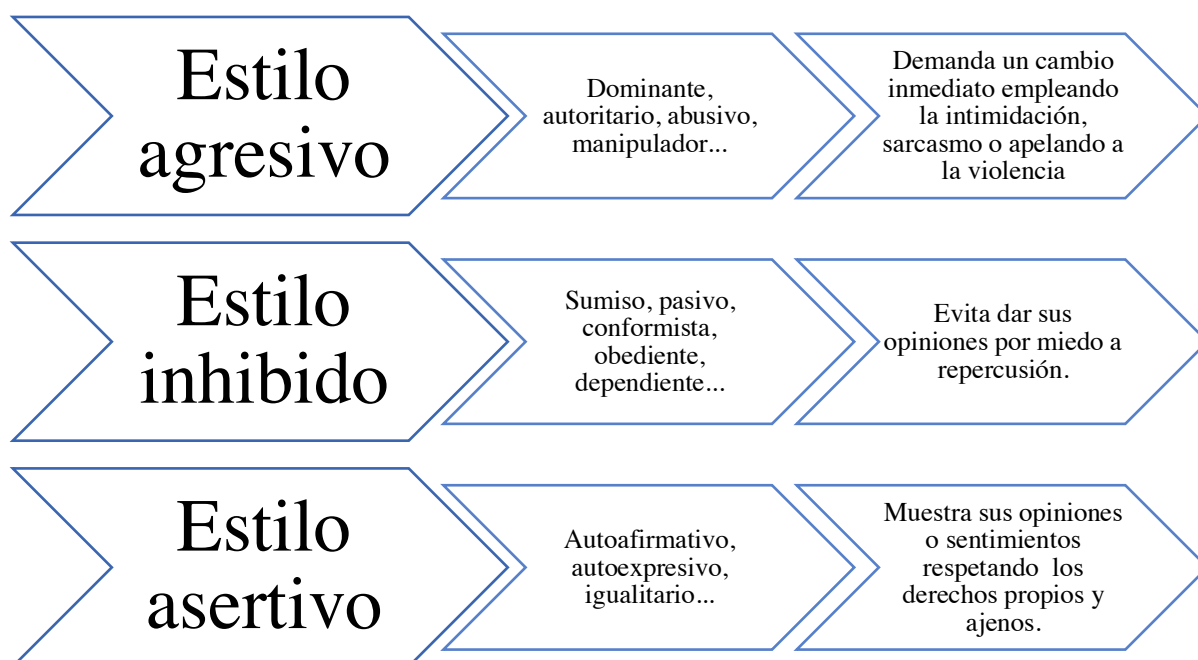 Estilo
agresivo
Dominante,
autoritario, abusivo,
manipulador...
Demanda un cambio
inmediato empleando
la intimidación,
sarcasmo o apelando a
la violencia
Estilo
inhibido
Sumiso, pasivo,
conformista,
obediente,
dependiente...
Evita dar sus
opiniones por miedo a
repercusión.
Estilo
asertivo
Autoafirmativo,
autoexpresivo,
igualitario...
Muestra sus opiniones
o sentimientos
respetando  los
derechos propios y
ajenos.